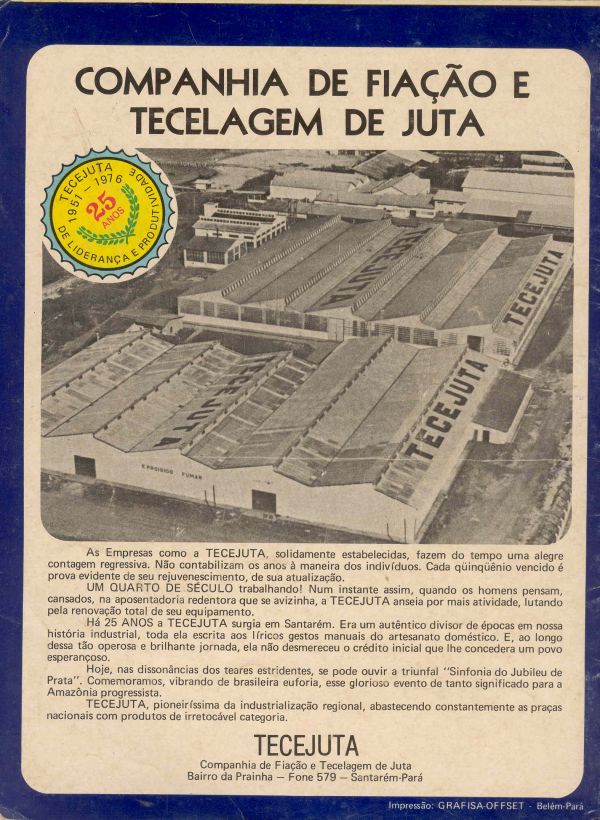 COMPANHIA DE FIAÇÃO E
TECELAGEM DE JUTA
TECEJUTA
1951 – 1976
25
ANOS
DE LIDERANÇA E PRODUTIVIDADE
TECEJUTA
TECEJUTA
TECEJUTA
TECEJUTA
E PROIBIDO FUMAR
As Empresas como a TECEJUTA, solidamente estabelecidas, fazem do tempo uma alegre
contagem regressiva. Não contabilizam os anos à maneira dos indivíduos. Cada qüinqüênio vencido é
prova evidente de seu rejuvenescimento, de sua atualização.
UM QUARTO DE SÉCULO trabalhando! Num instante assim, quando os homens pensam,
cansados, na aposentadoria redentora que se avizinha, a TECEJUTA anseia por mais atividade, lutando
pela renovação total de seu equipamento.
Há 25 ANOS a TECEJUTA surgia em Santarém. Era um autêntico divisor de épocas em nossa
história industrial, toda ela escrita aos líricos gestos manuais do artesanato doméstico. E, ao longo
dessa tão operosa e brilhante jornada, ela não desmereceu o crédito inicial que lhe concedera um povo
esperançoso.
Hoje, nas dissonâncias dos teares estridentes, se pode ouvir a triunfal "Sinfonia do Jubileu de
Prata". Comemoramos, vibrando de brasileira euforia, esse glorioso evento de tanto significado para a
Amazônia progressista.
TECEJUTA, pioneiríssima da industrialização regional, abastecendo constantemente as praças
nacionais com produtos de irretocável categoria.
TECEJUTA
Companhia de Fiação e Tecelagem de Juta
Bairro da Prainha – Fone 579 – Santarém-Pará
Impressão: GRAFISA-OFFSET - Belém-Pará